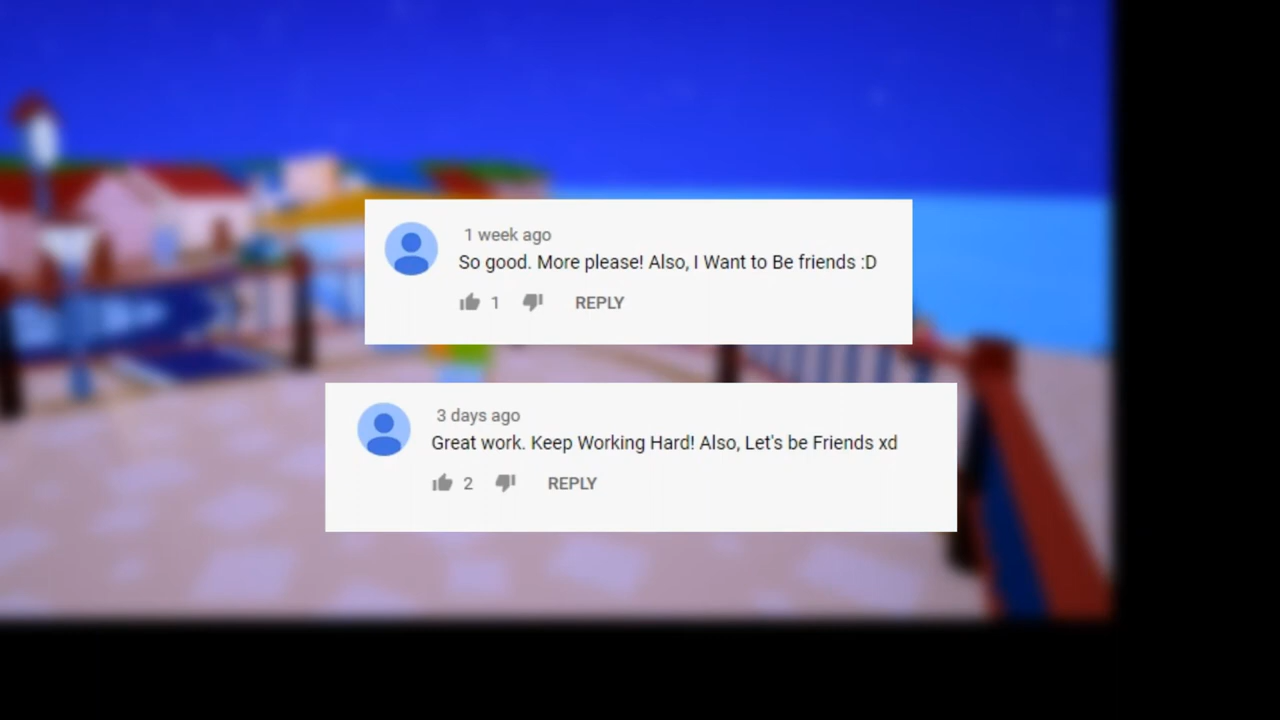 1 week ago
So good. More please! Also, I Want to Be friends :D
1
REPLY
3 days ago
Great work. Keep Working Hard! Also, Let's be Friends xd
2
REPLY